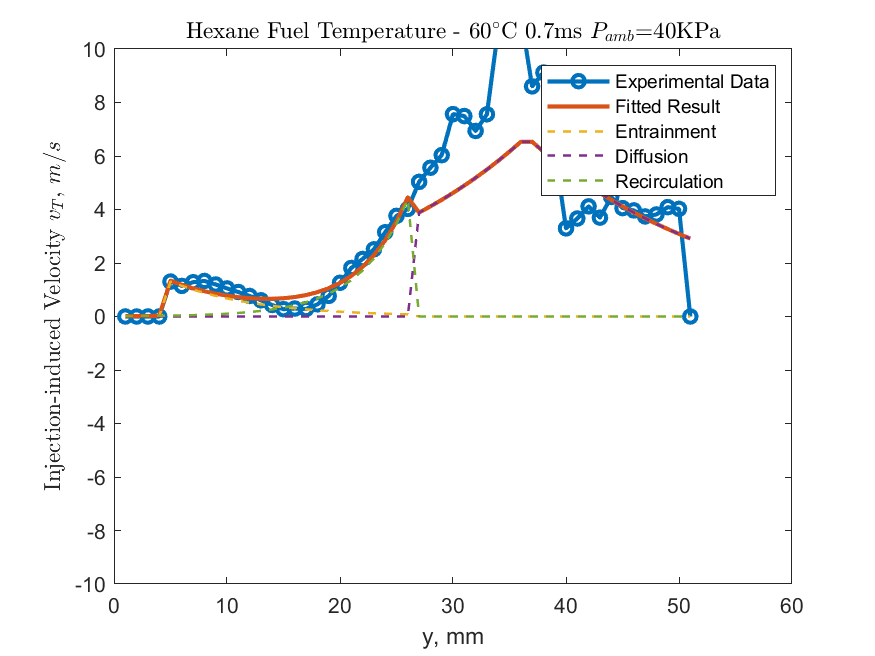 Hexane Fuel Temperature - 60°C 0.7ms P_amb=40KPa
Injection-induced Velocity v_T, m/s
10
8
6
4
2
0
-2
-4
-6
-8
-10
Experimental Data
Fitted Result
Entrainment
Diffusion
Recirculation
0 10 20 30 40 50 60
y, mm